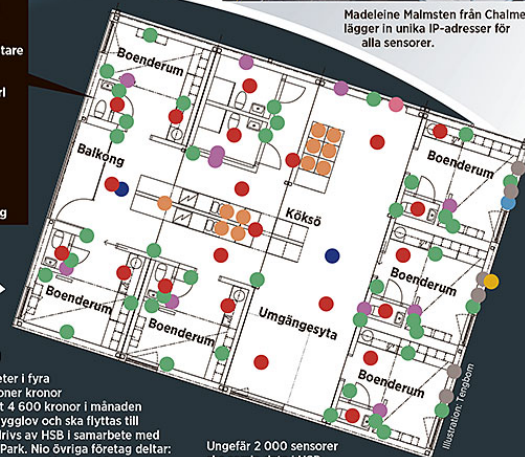 tare
rl
g
Madeleine Malmsten från Chalme
lägger in unika IP-adresser för
alla sensorer.
Boenderum
Boenderum
Balkong
Köksö
Boenderum
Boenderum
Boenderum
Umgängesyta
Boenderum
Illustration: Tengbom
eter i fyra
oner kronor
t 4 600 kronor i månaden
ygglov och ska flyttas till
drivs av HSB i samarbete med
Park. Nio övriga företag deltar:
Ungefär 2 000 sensorer